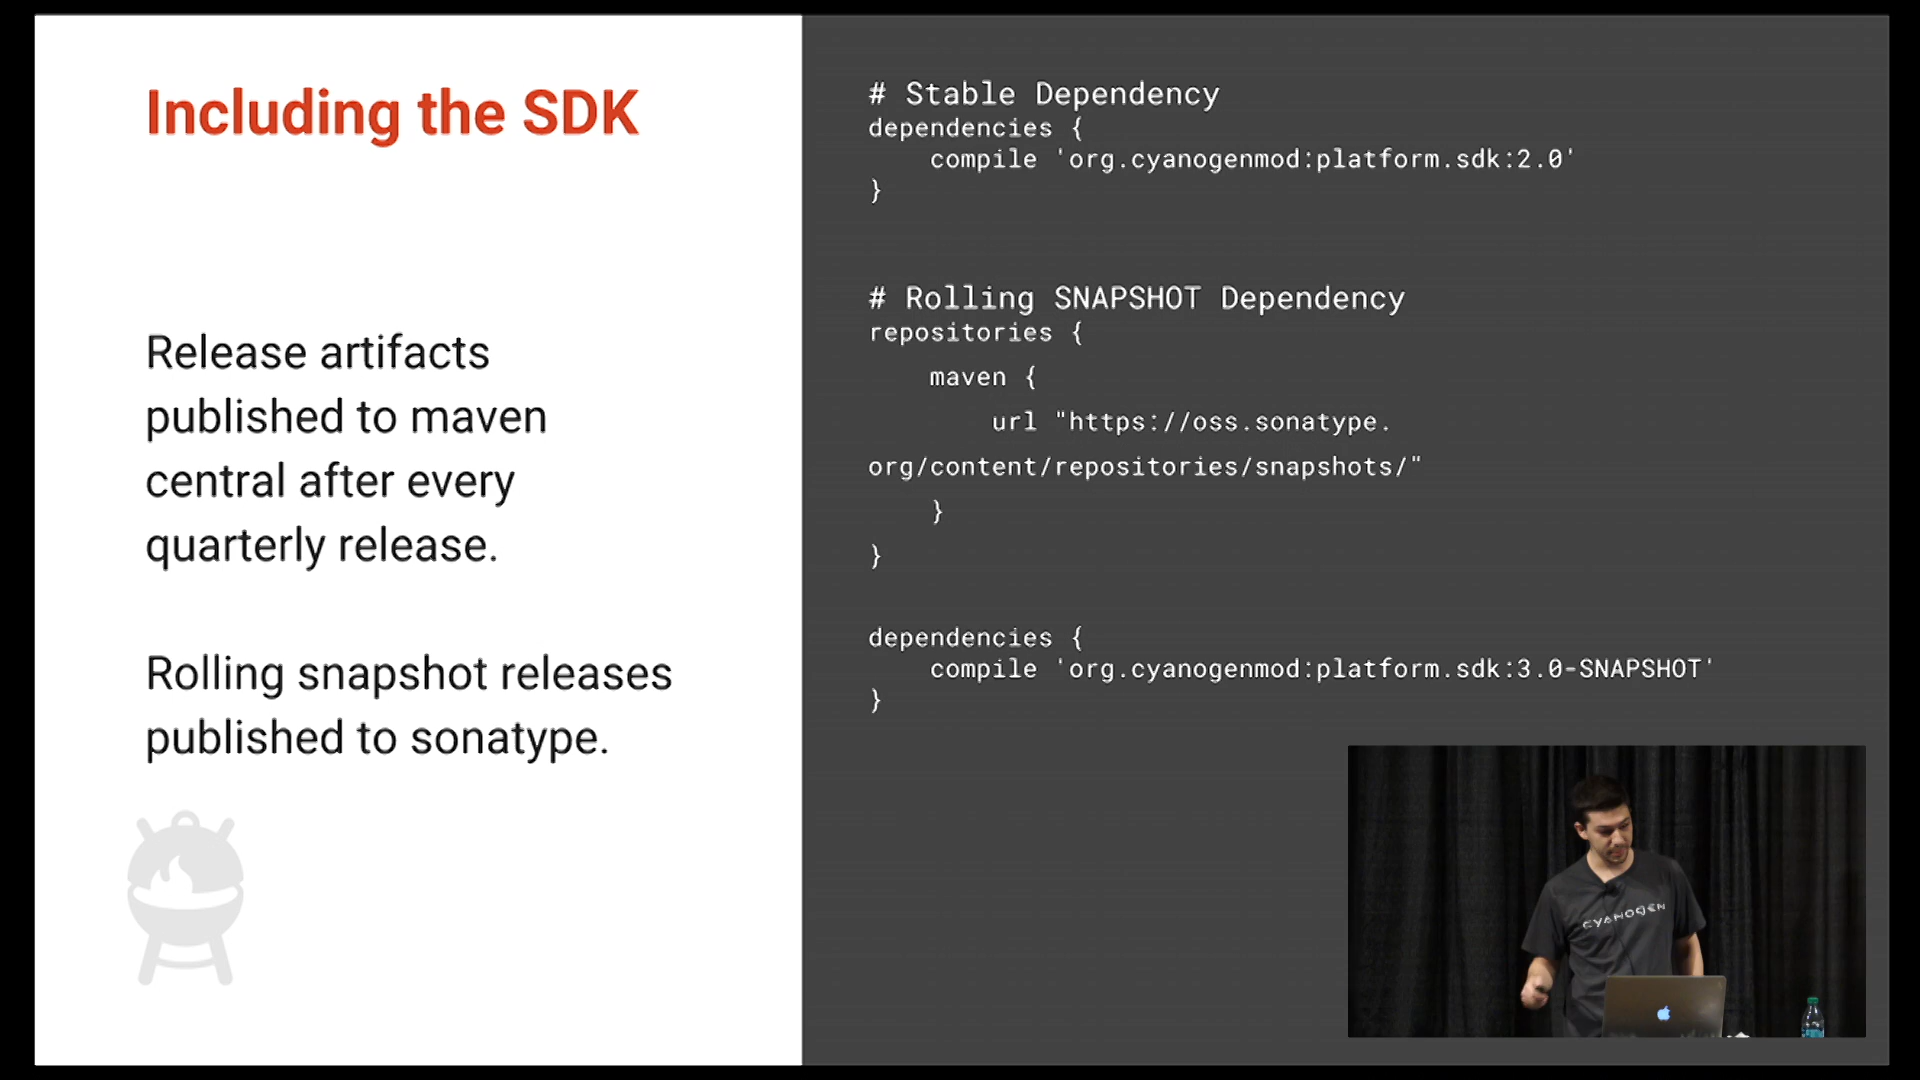 Including the SDK
Release artifacts
published to maven
central after every
quarterly release.
Rolling snapshot releases
published to sonatype.
# Stable Dependency
dependencies {
    compile 'org.cyanogenmod:platform.sdk:2.0'
}
# Rolling SNAPSHOT Dependency
repositories {
    maven {
        url "https://oss.sonatype.
org/content/repositories/snapshots/"
    }
}
dependencies {
    compile 'org.cyanogenmod:platform.sdk:3.0-SNAPSHOT'
}
CYANOGEN